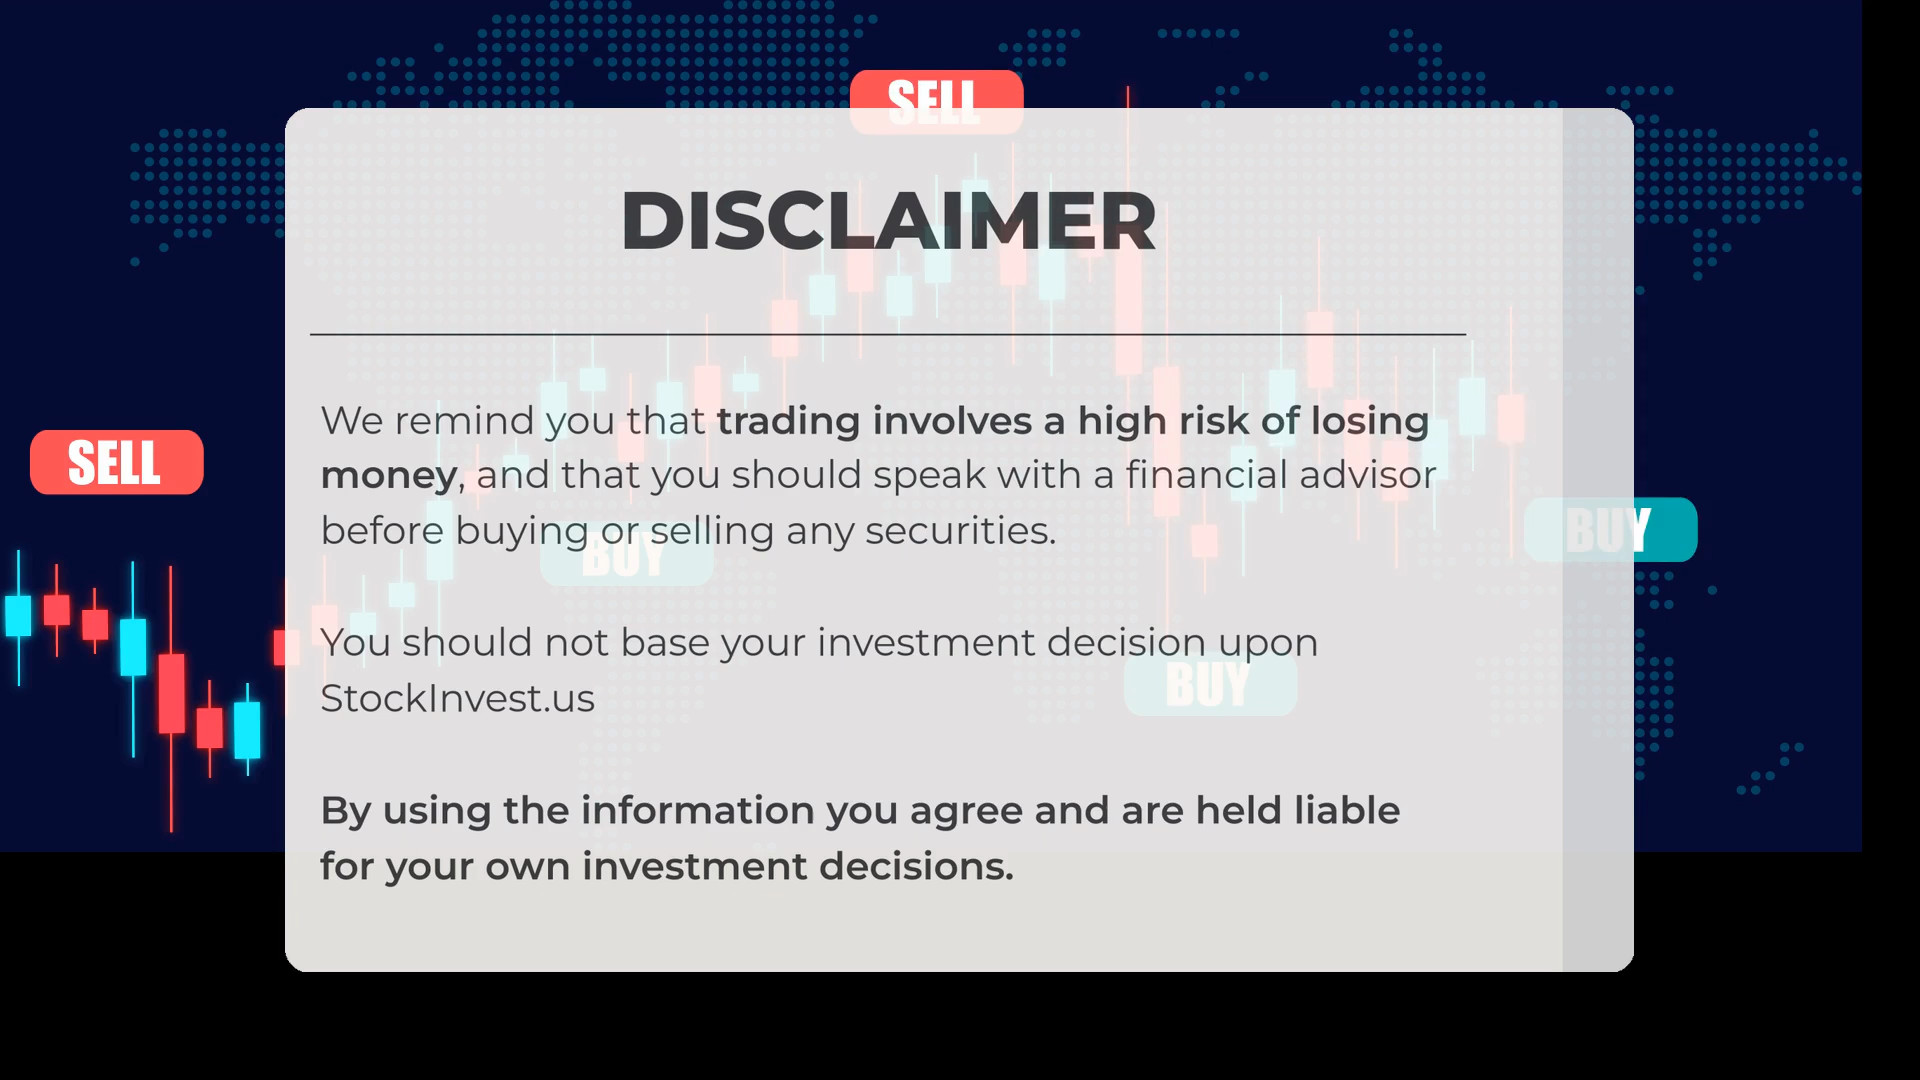 SELL
DISCLAIMER
We remind you that trading involves a high risk of losing
money, and that you should speak with a financial advisor
before buying or selling any securities.
SELL
BUY
BUY
You should not base your investment decision upon
StockInvest.us
BUY
By using the information you agree and are held liable
for your own investment decisions.